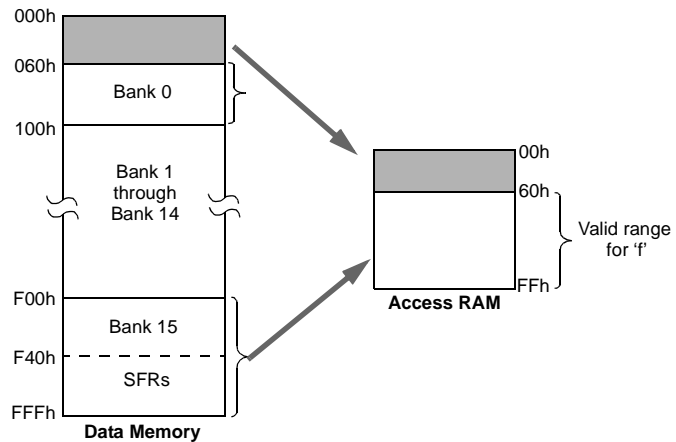 000h
060h
Bank 0
100h
Bank 1
through
Bank 14
F00h
Bank 15
F40h
SFRs
FFFh
Data Memory
00h
60h
Valid range
for ‘f’
FFh
Access RAM